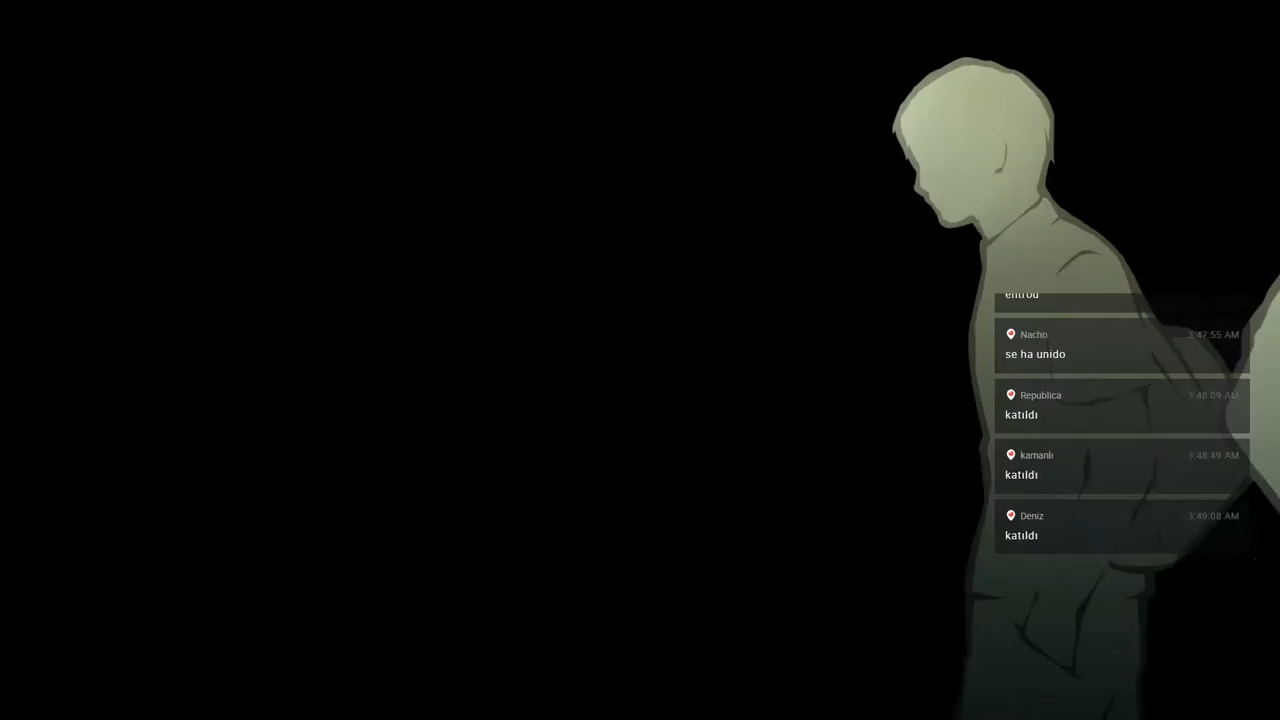 entrou
Nacho 3:47:55 AM
se ha unido
Republica 3:48:09 AM
katıldı
kamanlı 3:48:49 AM
katıldı
Deniz 3:49:08 AM
katıldı